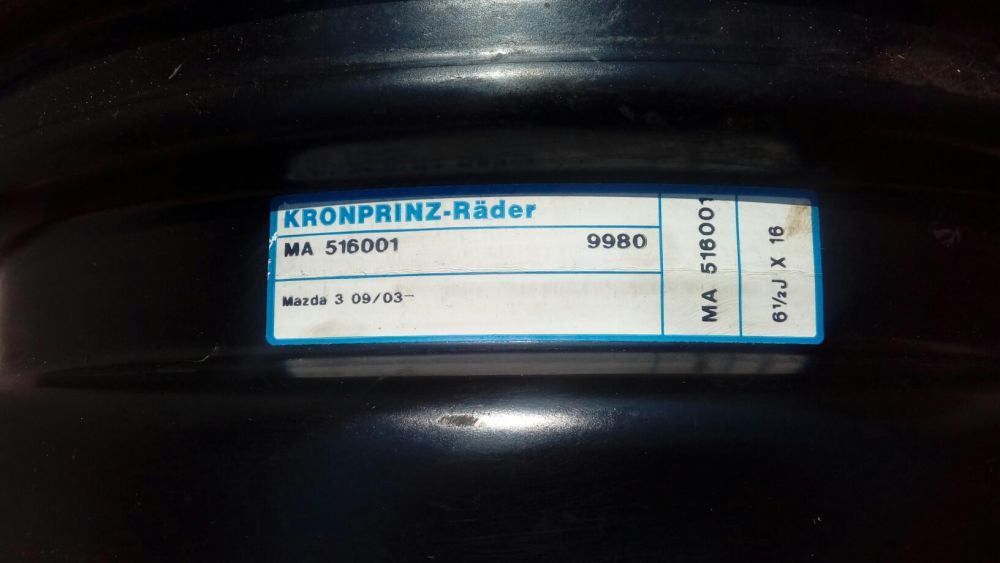 KRONPRINZ-Räder
MA 516001 9980
Mazda 3 09/03-
MA 516001
6½J X 16